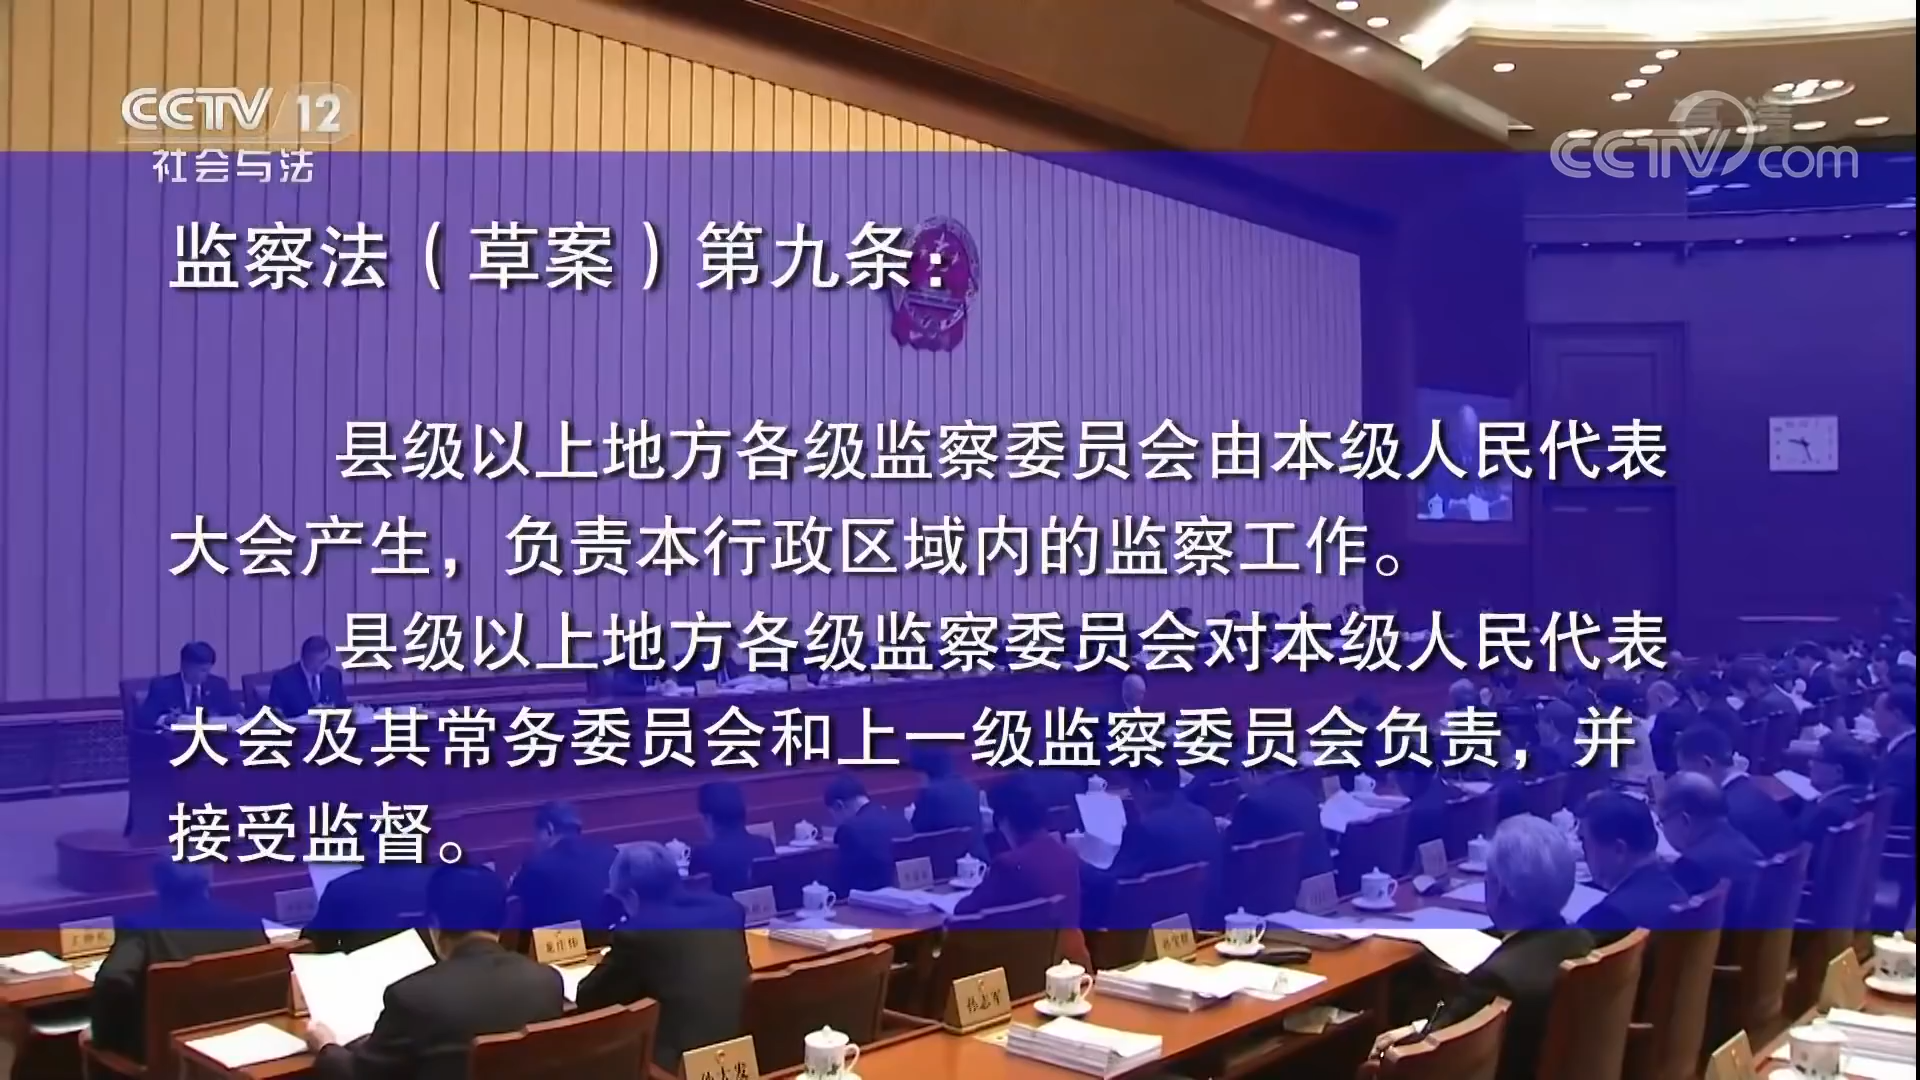 CCTV 12
社会与法
CCTV com
监察法（草案）第九条：
县级以上地方各级监察委员会由本级人民代表
大会产生，负责本行政区域内的监察工作。
县级以上地方各级监察委员会对本级人民代表
大会及其常务委员会和上一级监察委员会负责，并
接受监督。